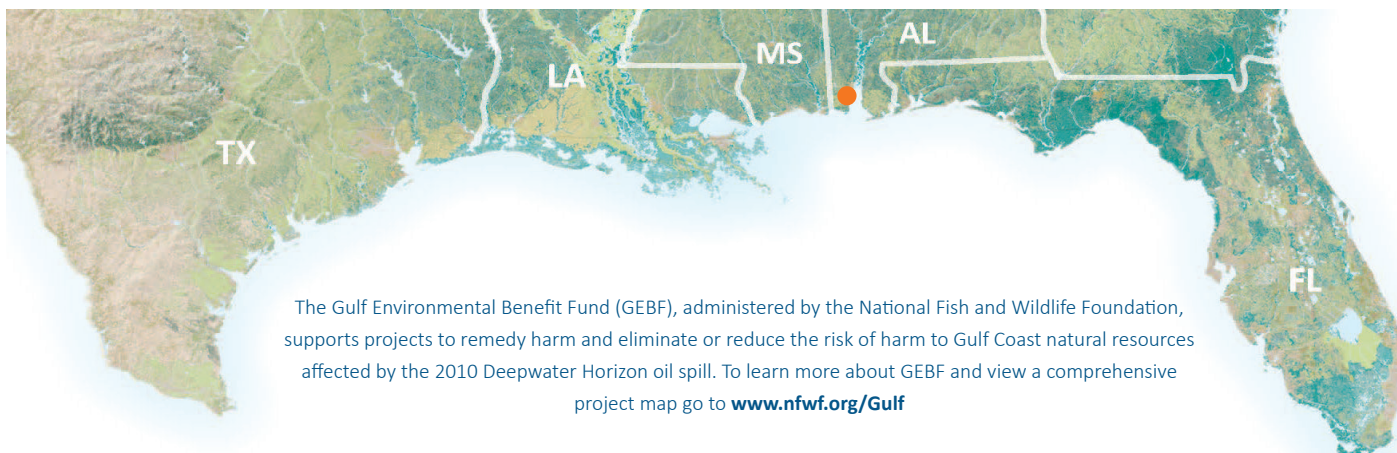 AL
MS
LA
TX
FL
The Gulf Environmental Benefit Fund (GEBF), administered by the National Fish and Wildlife Foundation,
supports projects to remedy harm and eliminate or reduce the risk of harm to Gulf Coast natural resources
affected by the 2010 Deepwater Horizon oil spill. To learn more about GEBF and view a comprehensive
project map go to www.nfwf.org/Gulf